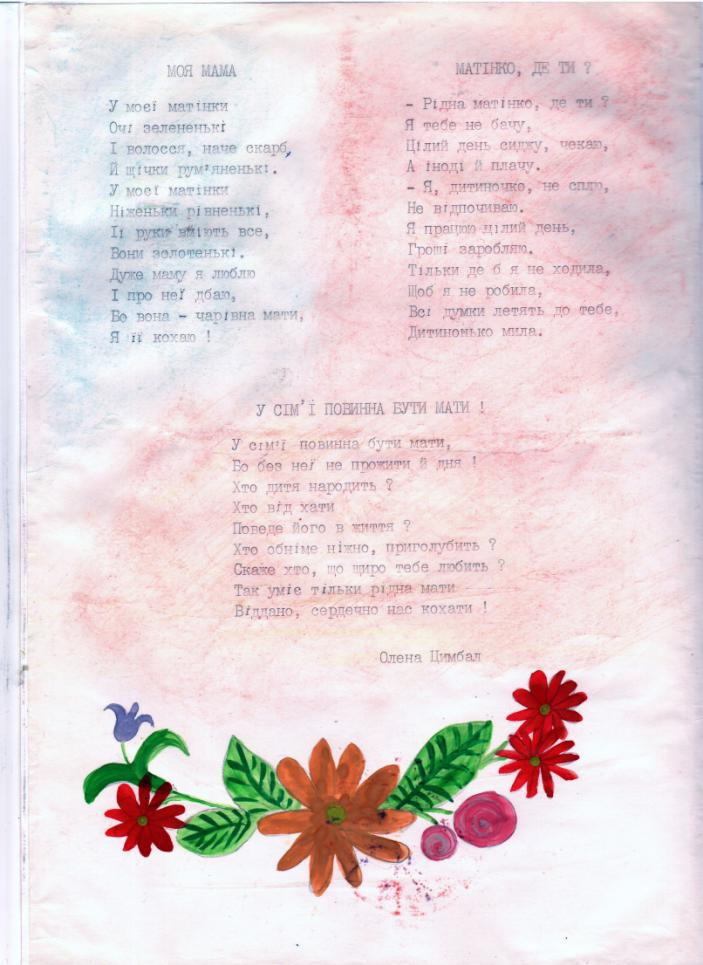 МОЯ МАМА
У моєї матінки
Очі зелененькі
І волосся, наче скарб,
Й щічки рум'яненькі.
У моєї матінки
Ніженьки рівненькі,
Її руки вміють все,
Вони золотенькі.
Дуже маму я люблю
І про неї дбаю,
Бо вона - чарівна мати,
Я її кохаю !
МАТІНКО, ДЕ ТИ ?
- Рідна матінко, де ти ?
Я тебе не бачу,
Цілий день сиджу, чекаю,
А іноді й плачу.
- Я, дитиночко, не сплю,
Не відпочиваю.
Я працюю цілий день,
Гроші заробляю.
Тільки де б я не ходила,
Щоб я не робила,
Всі думки летять до тебе,
Дитинонько мила.
У СІМ'Ї ПОВИННА БУТИ МАТИ !
У сім'ї повинна бути мати,
Бо без неї не прожити й дня !
Хто дитя народить ?
Хто від хати
Поведе його в життя ?
Хто обніме ніжно, приголубить ?
Скаже хто, що щиро тебе любить ?
Так уміє тільки рідна мати
Віддано, сердечно нас кохати !
Олена Цимбал